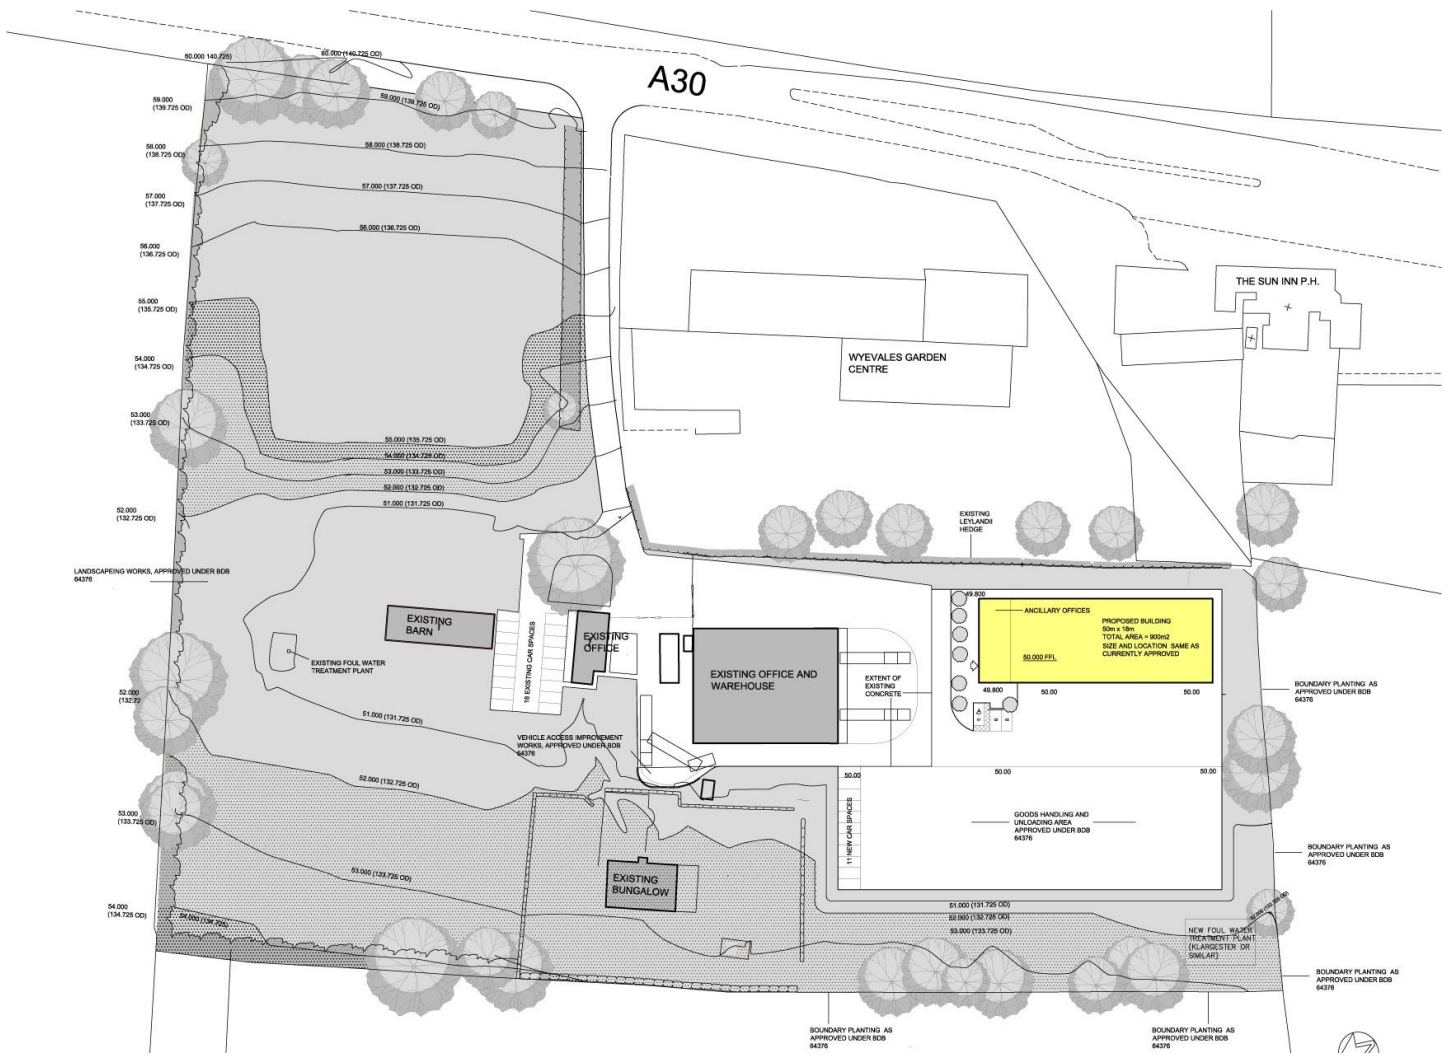 A30
60.000 140.725)
60.000 (140.725 OD)
59.000
(139.725 OD)
59.000 (139.725 OD)
58.000
(138.725 OD)
58.000 (138.725 OD)
57.000
(137.725 OD)
57.000 (137.725 OD)
56.000
(136.725 OD)
56.000 (136.725 OD)
55.000
(135.725 OD)
THE SUN INN P.H.
WYEVALES GARDEN
CENTRE
54.000
(134.725 OD)
53.000
(133.725 OD)
55.000 (135.725 OD)
54.000 (134.725 OD)
53.000 (133.725 OD)
52.000 (132.725 OD)
51.000 (131.725 OD)
52.000
(132.725 OD)
EXISTING
LEYLANDII
HEDGE
LANDSCAPEING WORKS, APPROVED UNDER BDB
64376
EXISTING
BARN
18 EXISTING CAR SPACES
EXISTING
OFFICE
EXISTING FOUL WATER
TREATMENT PLANT
EXISTING OFFICE AND
WAREHOUSE
EXTENT OF
EXISTING
CONCRETE
49.800
ANCILLARY OFFICES
PROPOSED BUILDING
50m x 18m
TOTAL AREA = 900m2
SIZE AND LOCATION SAME AS
CURRENTLY APPROVED
50.000 FFL
49.800
50.00
50.00
BOUNDARY PLANTING AS
APPROVED UNDER BDB
64376
52.000
(132.72
51.000 (131.725 OD)
VEHICLE ACCESS IMPROVEMENT
WORKS, APPROVED UNDER BDB
64376
52.000 (132.725 OD)
50.00
50.00
50.00
53.000
(133.725 OD)
11 NEW CAR SPACES
GOODS HANDLING AND
UNLOADING AREA
APPROVED UNDER BDB
64376
BOUNDARY PLANTING AS
APPROVED UNDER BDB
64376
53.000 (133.725 OD)
EXISTING
BUNGALOW
54.000
(134.725 OD)
54.000 (134.725)
51.000 (131.725 OD)
52.000 (132.725 OD)
53.000 (133.725 OD)
52.000 (132.725 OD)
NEW FOUL WATER
TREATMENT PLANT
(KLARGESTER OR
SIMILAR)
BOUNDARY PLANTING AS
APPROVED UNDER BDB
64376
BOUNDARY PLANTING AS
APPROVED UNDER BDB
64376
BOUNDARY PLANTING AS
APPROVED UNDER BDB
64376